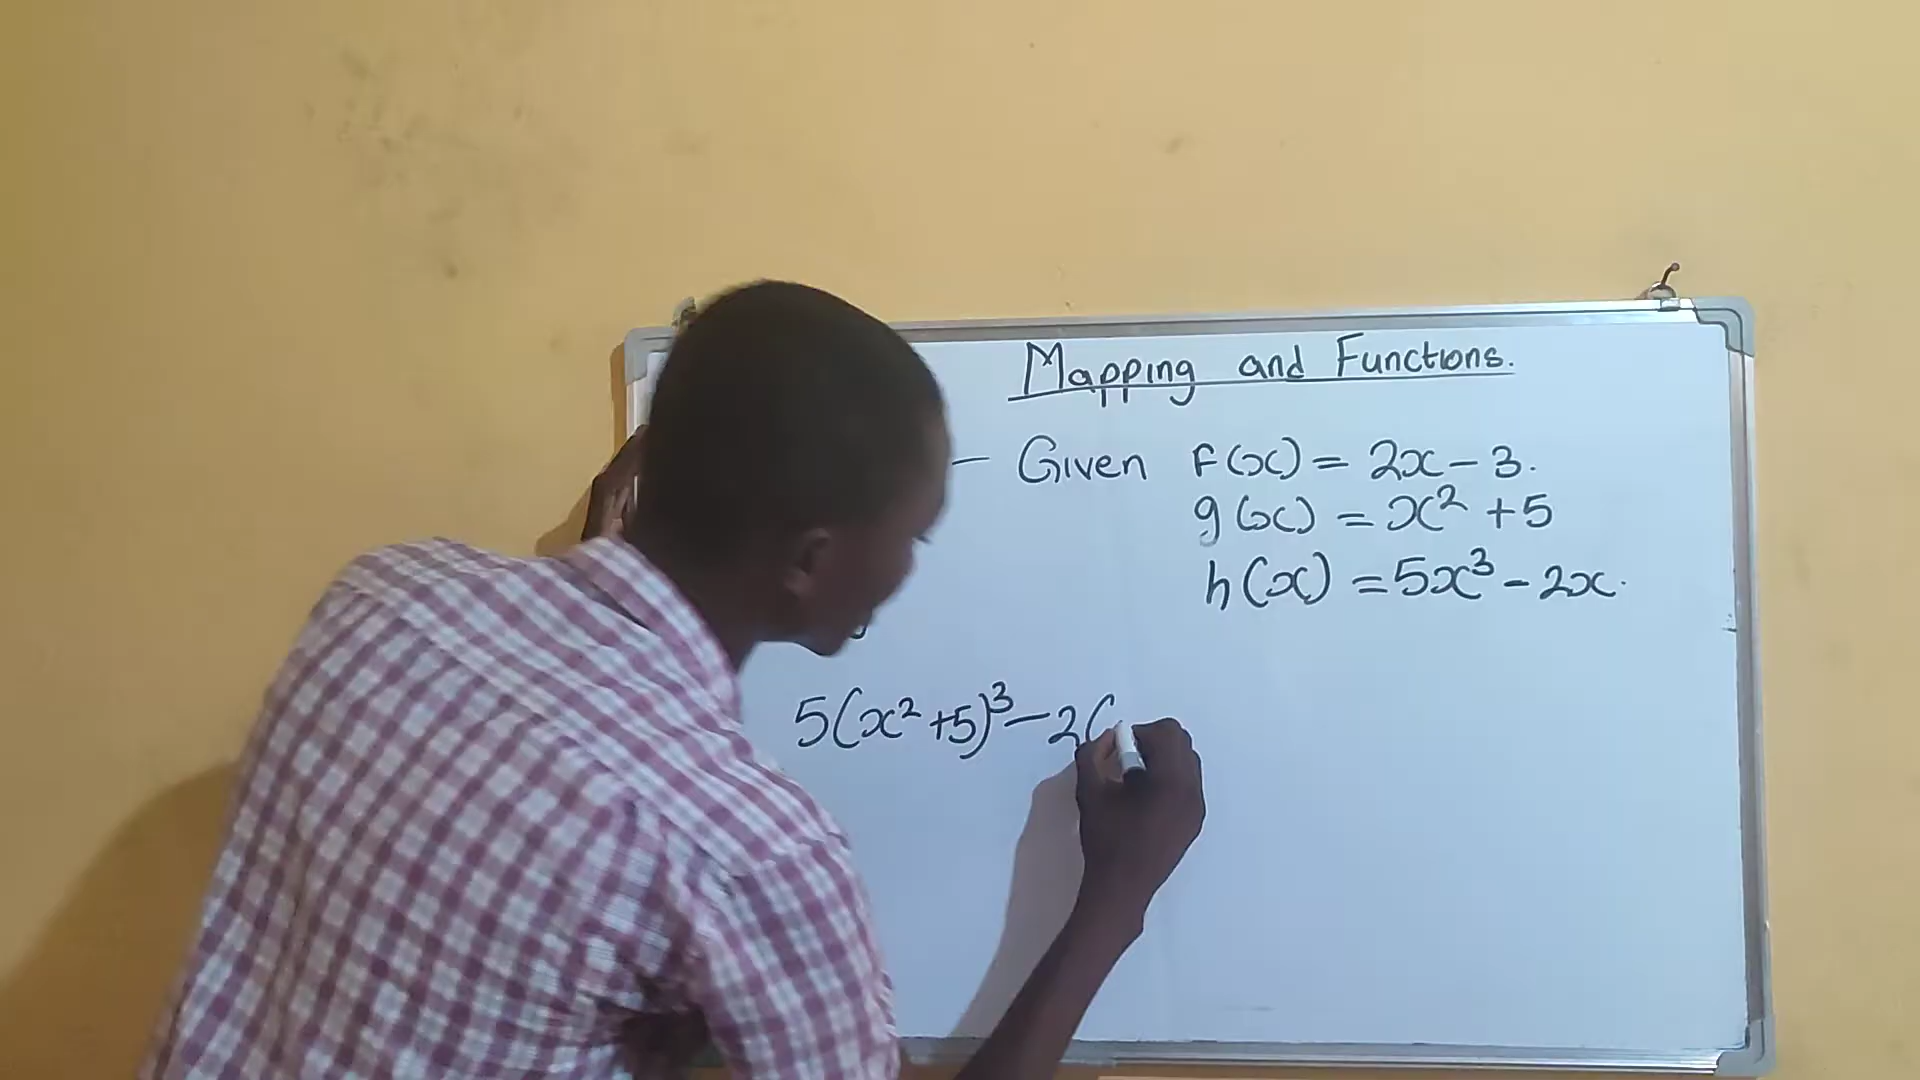 Mapping and Functions.
– Given f(x) = 2x – 3.
g(x) = x² + 5
h(x) = 5x³ – 2x.
5(x² + 5)³ – 2(